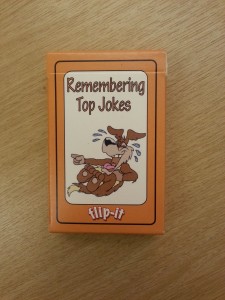 Remembering
Top Jokes
flip-it